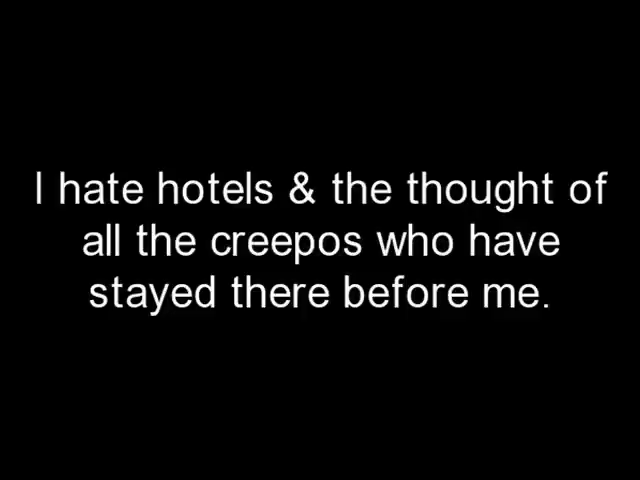 I hate hotels & the thought of
all the creepos who have
stayed there before me.